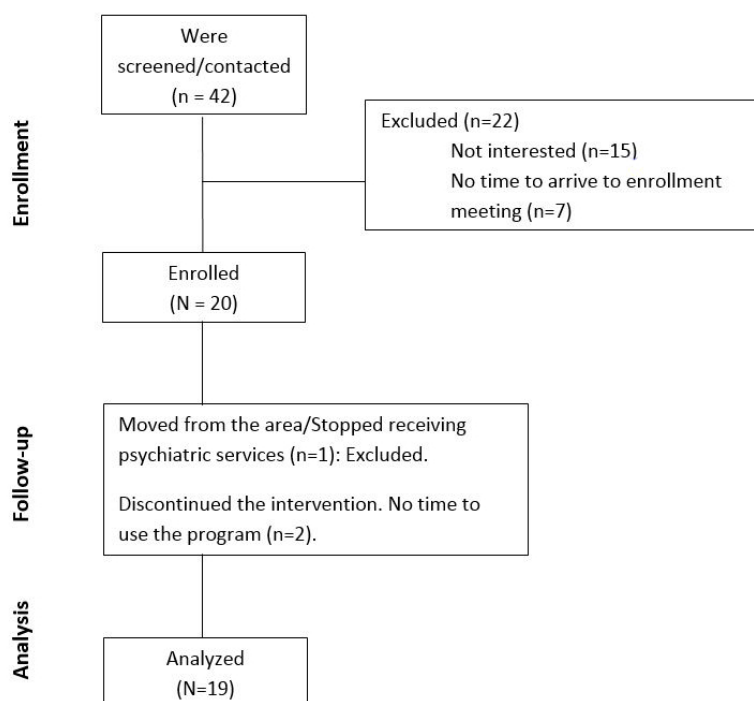 Were
screened/contacted
(n = 42)
Enrollment
Excluded (n=22)
Not interested (n=15)
No time to arrive to enrollment
meeting (n=7)
Enrolled
(N = 20)
Follow-up
Moved from the area/Stopped receiving
psychiatric services (n=1): Excluded.
Discontinued the intervention. No time to
use the program (n=2).
Analysis
Analyzed
(N=19)